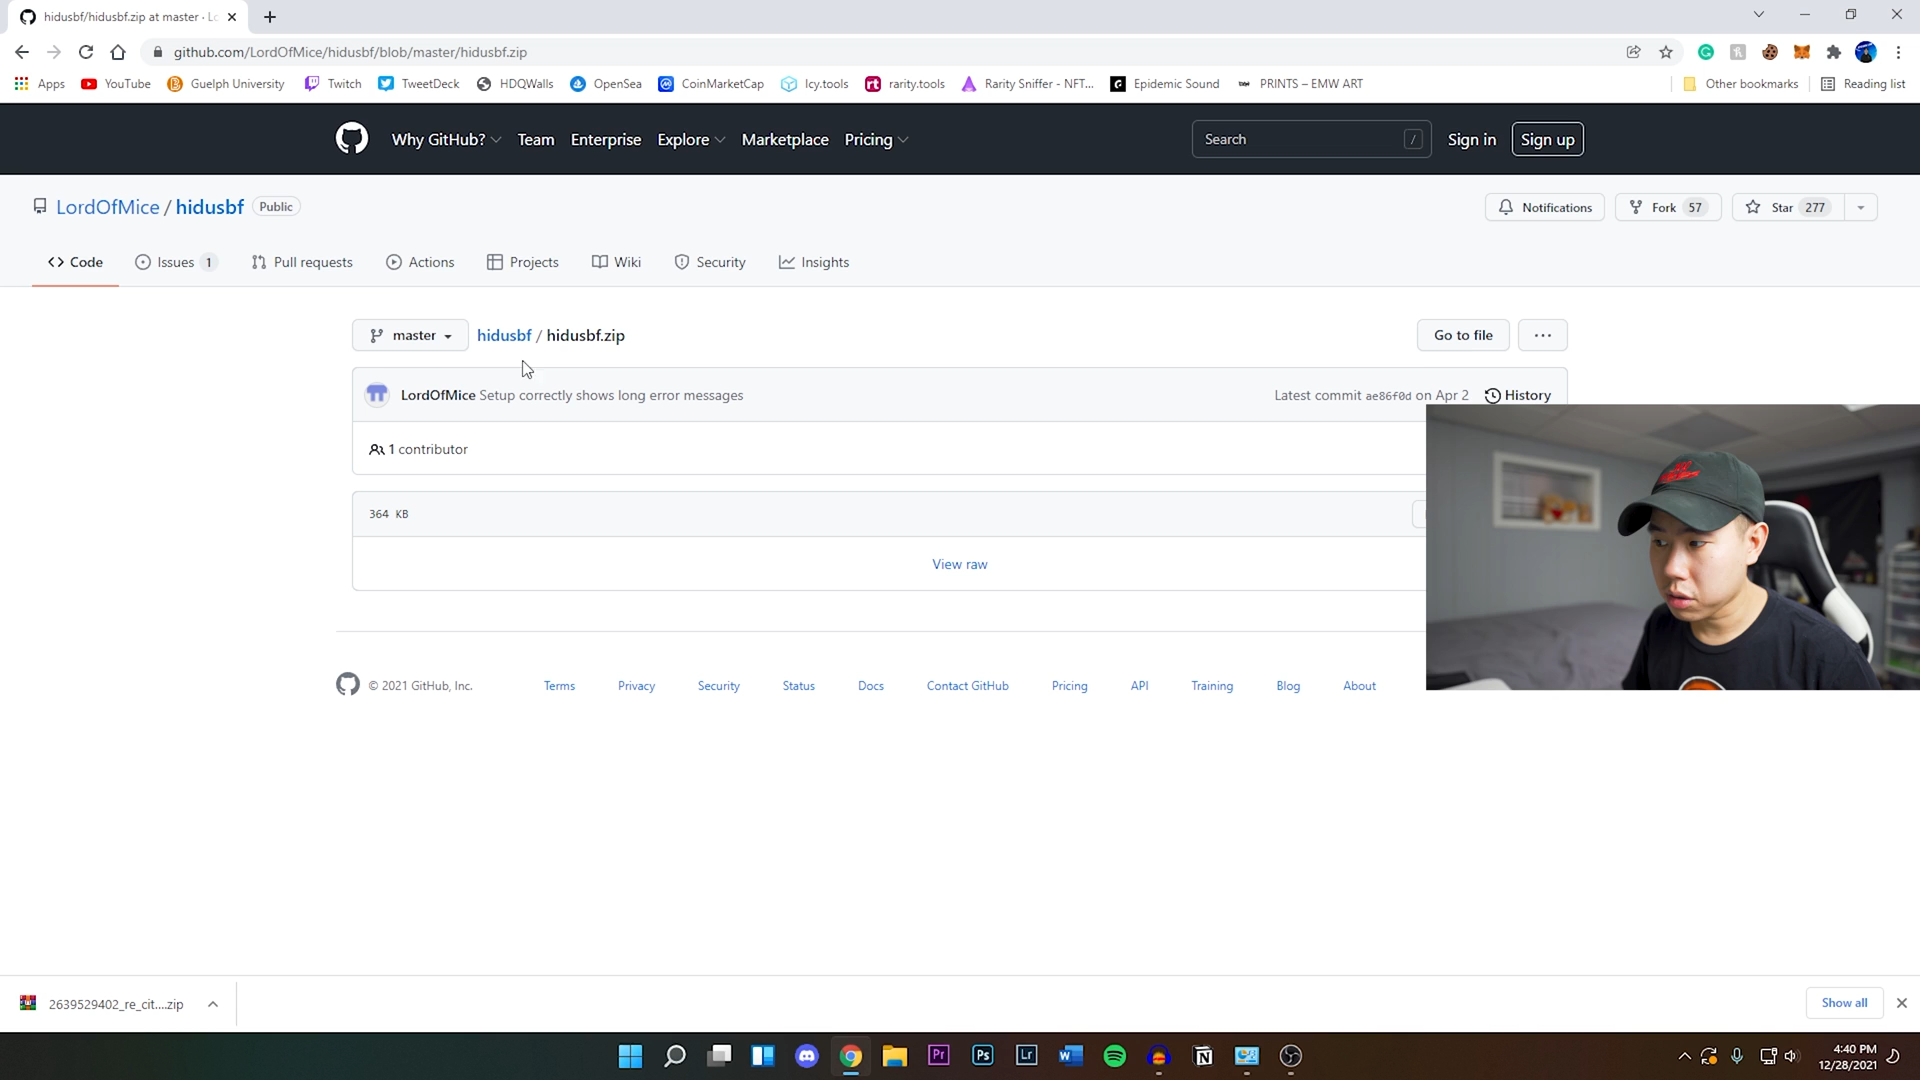 hidusbf/hidusbf.zip at master · Lo
github.com/LordOfMice/hidusbf/blob/master/hidusbf.zip
Apps YouTube Guelph University Twitch TweetDeck HDQWalls OpenSea CoinMarketCap Icy.tools rarity.tools Rarity Sniffer - NFT... Epidemic Sound PRINTS – EMW ART Other bookmarks Reading list
Why GitHub? Team Enterprise Explore Marketplace Pricing Search / Sign in Sign up
LordOfMice / hidusbf Public Notifications Fork 57 Star 277
Code Issues 1 Pull requests Actions Projects Wiki Security Insights
master hidusbf / hidusbf.zip Go to file ...
LordOfMice Setup correctly shows long error messages Latest commit ae86f0d on Apr 2 History
1 contributor
364 KB
View raw
© 2021 GitHub, Inc. Terms Privacy Security Status Docs Contact GitHub Pricing API Training Blog About
2639529402_re_cit....zip Show all
Pr Ps Lr W N
4:40 PM
12/28/2021